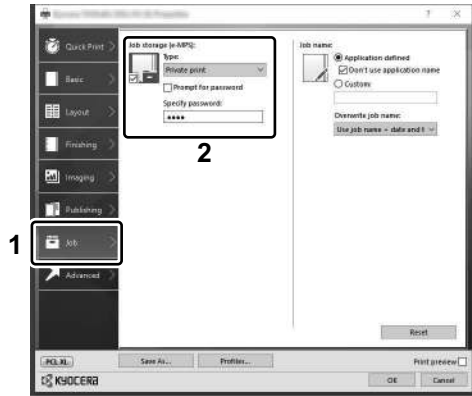 ? X
Quick Print
Basic
Layout
Finishing
Imaging
Publishing
1
Job
Advanced
Job storage (e-MPS):
Type:
Private print
Prompt for password
Specify password:
••••
2
Job name:
Application defined
Don't use application name
Custom:
Overwrite job name:
Use job name + date and t
Reset
PCL XL
Save As...
Profiles...
Print preview
KYOCERA
OK
Cancel